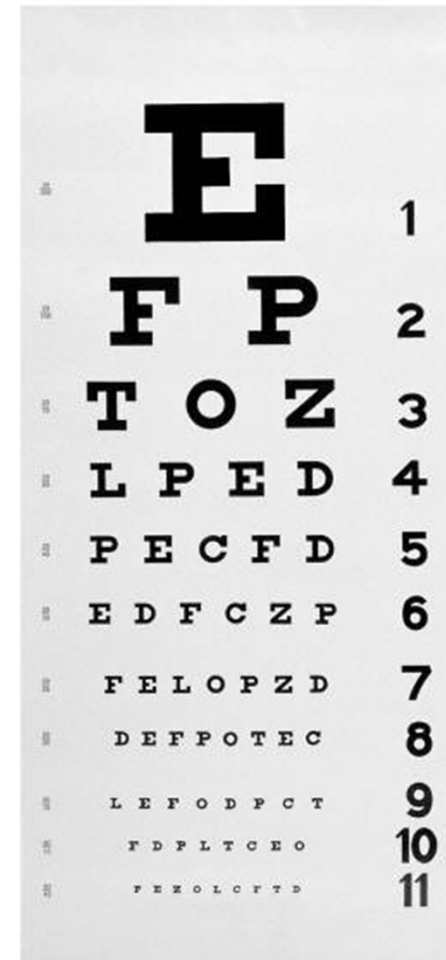 E 1
F P 2
T O Z 3
L P E D 4
P E C F D 5
E D F C Z P 6
F E L O P Z D 7
D E F P O T E C 8
L E F O D P C T 9
F D P L T C E O 10
P E Z O L C F T D 11